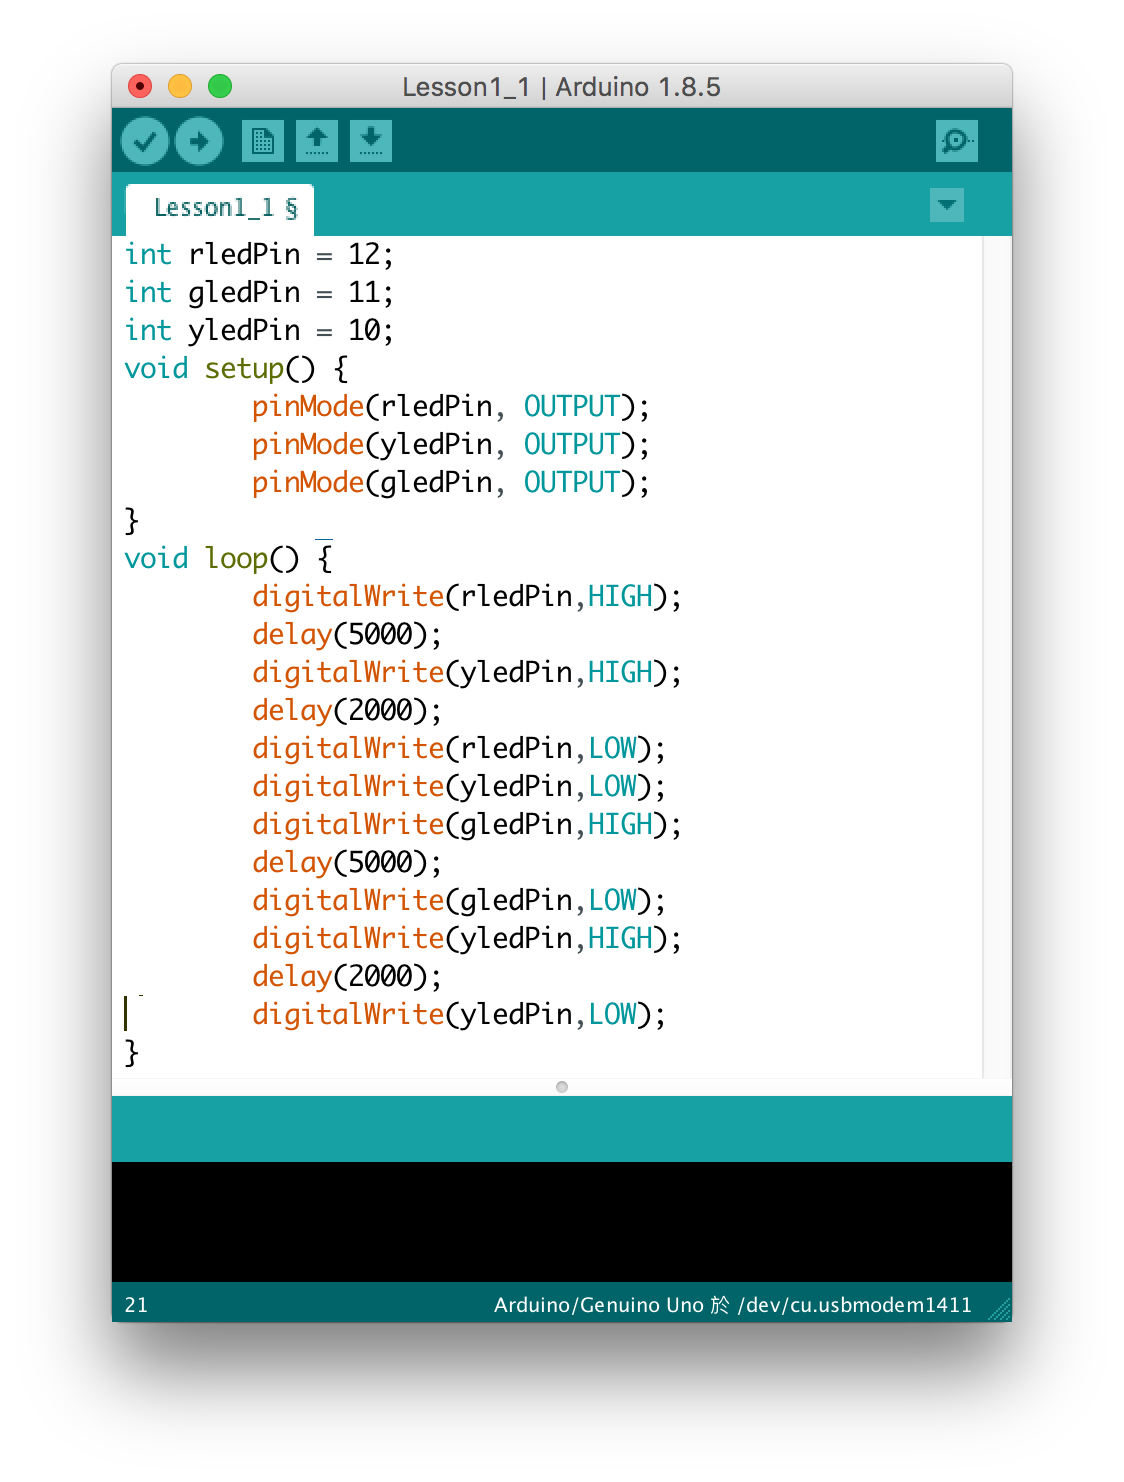 Lesson1_1 | Arduino 1.8.5
Lesson1_1 §
int rledPin = 12;
int gledPin = 11;
int yledPin = 10;
void setup() {
        pinMode(rledPin, OUTPUT);
        pinMode(yledPin, OUTPUT);
        pinMode(gledPin, OUTPUT);
}
void loop() {
        digitalWrite(rledPin,HIGH);
        delay(5000);
        digitalWrite(yledPin,HIGH);
        delay(2000);
        digitalWrite(rledPin,LOW);
        digitalWrite(yledPin,LOW);
        digitalWrite(gledPin,HIGH);
        delay(5000);
        digitalWrite(gledPin,LOW);
        digitalWrite(yledPin,HIGH);
        delay(2000);
        digitalWrite(yledPin,LOW);
}
21 Arduino/Genuino Uno 於 /dev/cu.usbmodem1411